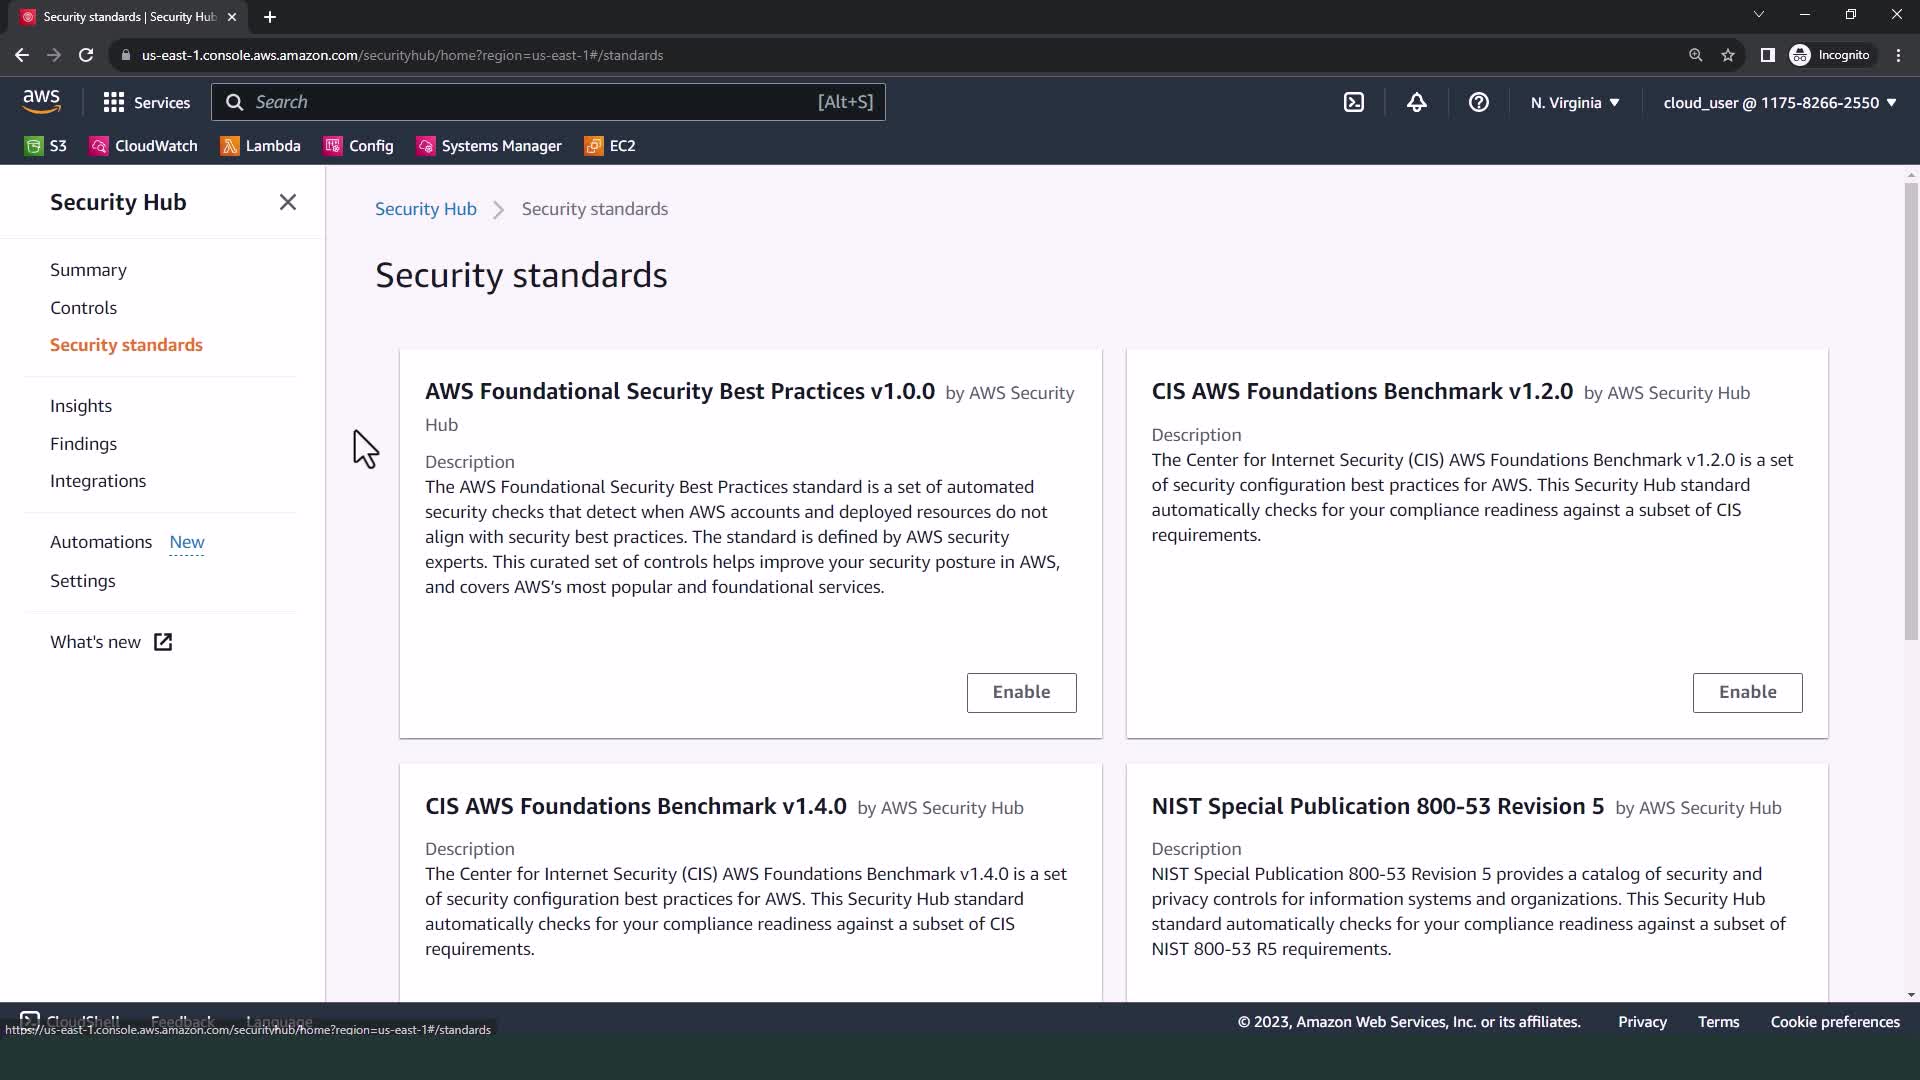 Security standards | Security Hub
us-east-1.console.aws.amazon.com/securityhub/home?region=us-east-1#/standards
Incognito
aws
Services
Search
[Alt+S]
N. Virginia
cloud_user @ 1175-8266-2550
S3
CloudWatch
Lambda
Config
Systems Manager
EC2
Security Hub
Summary
Controls
Security standards
Insights
Findings
Integrations
Automations New
Settings
What's new
Security Hub > Security standards
Security standards
AWS Foundational Security Best Practices v1.0.0 by AWS Security
Hub
Description
The AWS Foundational Security Best Practices standard is a set of automated
security checks that detect when AWS accounts and deployed resources do not
align with security best practices. The standard is defined by AWS security
experts. This curated set of controls helps improve your security posture in AWS,
and covers AWS’s most popular and foundational services.
Enable
CIS AWS Foundations Benchmark v1.2.0 by AWS Security Hub
Description
The Center for Internet Security (CIS) AWS Foundations Benchmark v1.2.0 is a set
of security configuration best practices for AWS. This Security Hub standard
automatically checks for your compliance readiness against a subset of CIS
requirements.
Enable
CIS AWS Foundations Benchmark v1.4.0 by AWS Security Hub
Description
The Center for Internet Security (CIS) AWS Foundations Benchmark v1.4.0 is a set
of security configuration best practices for AWS. This Security Hub standard
automatically checks for your compliance readiness against a subset of CIS
requirements.
NIST Special Publication 800-53 Revision 5 by AWS Security Hub
Description
NIST Special Publication 800-53 Revision 5 provides a catalog of security and
privacy controls for information systems and organizations. This Security Hub
standard automatically checks for your compliance readiness against a subset of
NIST 800-53 R5 requirements.
CloudShell
Feedback
Language
https://us-east-1.console.aws.amazon.com/securityhub/home?region=us-east-1#/standards
© 2023, Amazon Web Services, Inc. or its affiliates.
Privacy
Terms
Cookie preferences